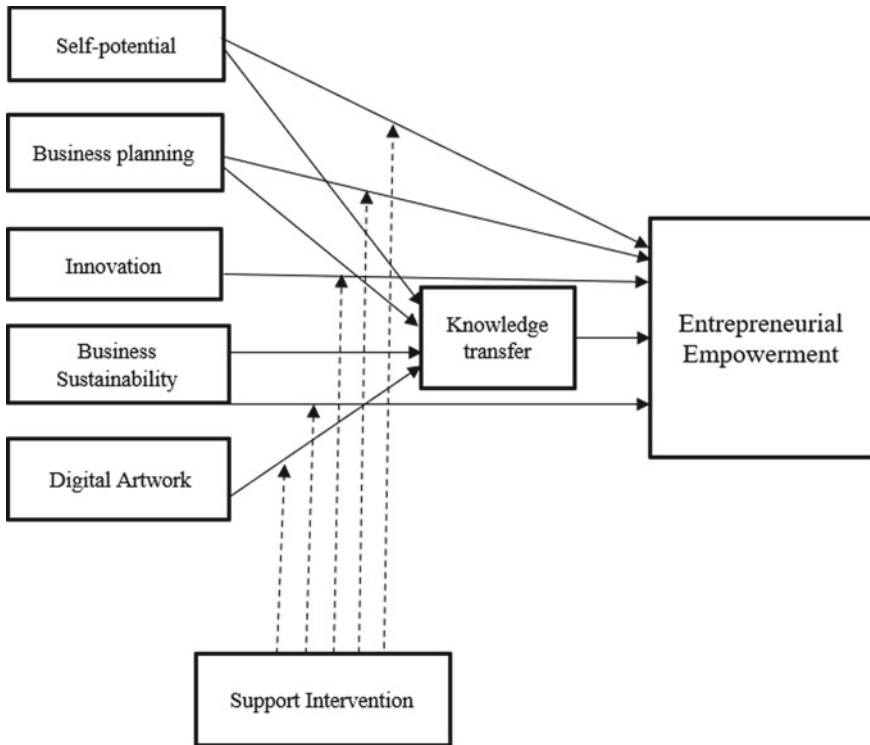 Self-potential
Business planning
Innovation
Business
Sustainability
Digital Artwork
Knowledge
transfer
Entrepreneurial
Empowerment
Support Intervention